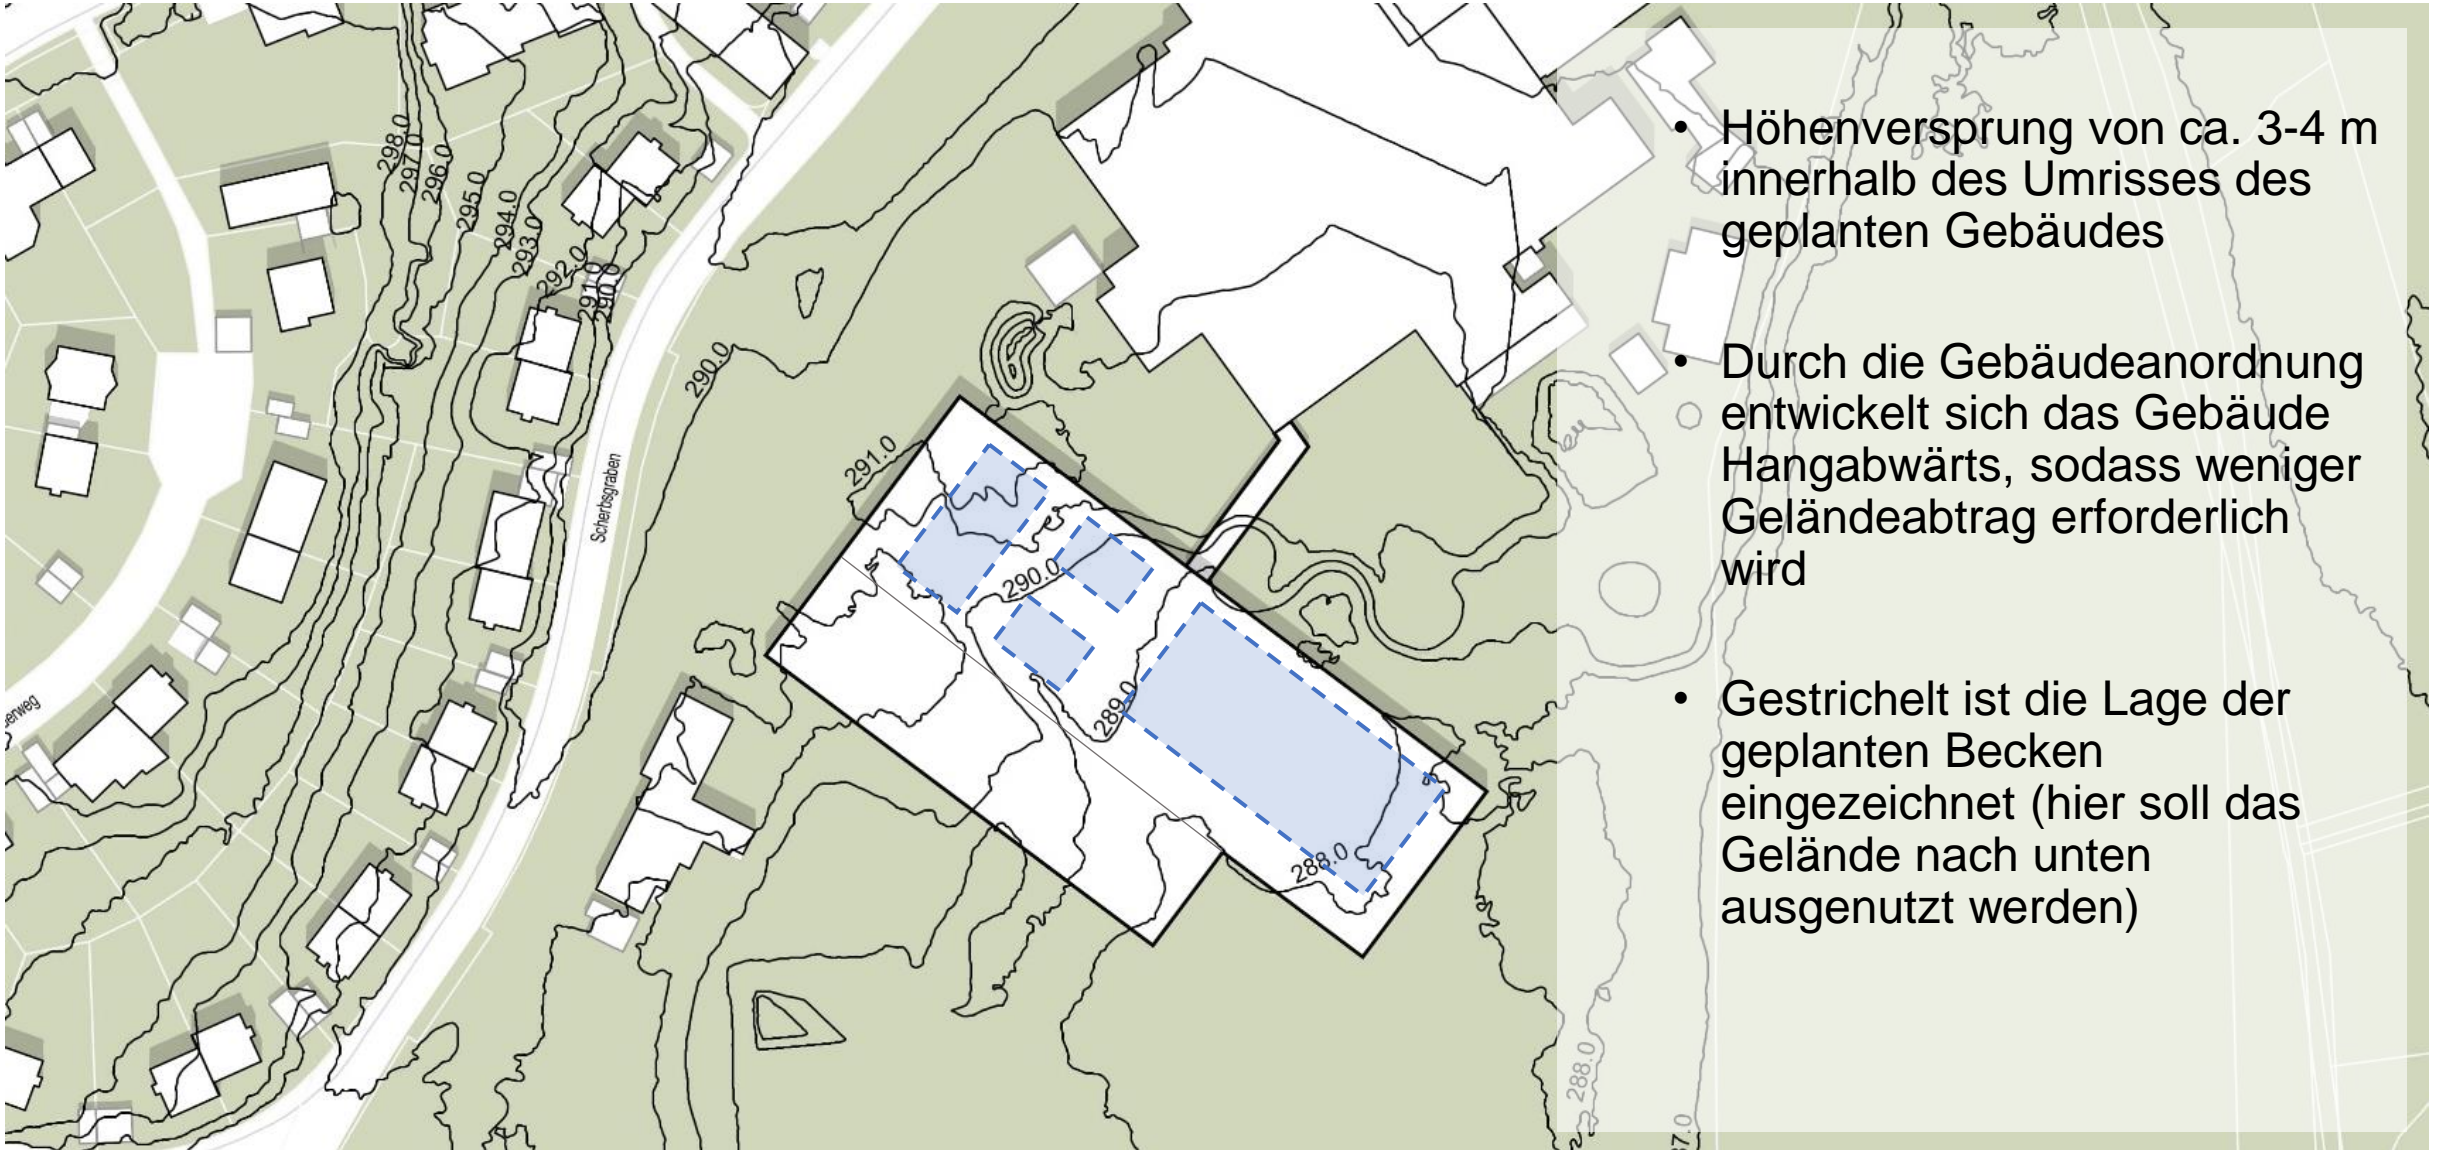 298.0
297.0
296.0
295.0
294.0
293.0
292.0
291.0
290.0
290.0
291.0
290.0
289.0
288.0
288.0
87.0
Scherbsgraben
erweg
• Höhenversprung von ca. 3-4 m
innerhalb des Umrisses des
geplanten Gebäudes
• Durch die Gebäudeanordnung
entwickelt sich das Gebäude
Hangabwärts, sodass weniger
Geländeabtrag erforderlich
wird
• Gestrichelt ist die Lage der
geplanten Becken
eingezeichnet (hier soll das
Gelände nach unten
ausgenutzt werden)